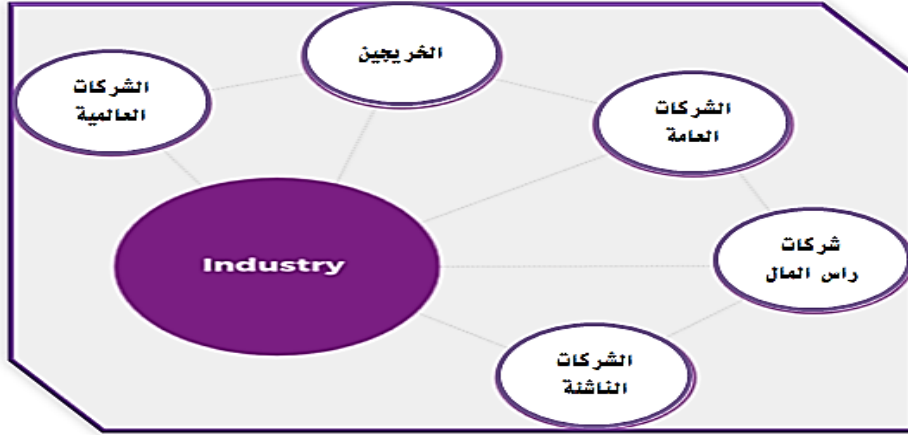 الخريجين
الشركات
العالمية
الشركات
العامة
شركات
راس المال
Industry
الشركات
الناشئة